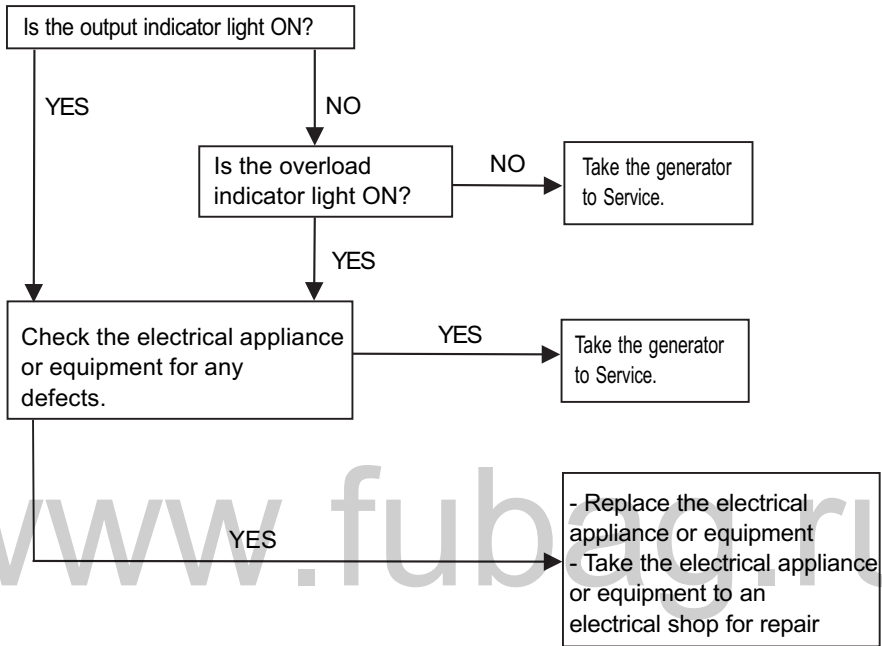 Is the output indicator light ON?
YES
NO
Is the overload
indicator light ON?
NO
Take the generator
to Service.
YES
Check the electrical appliance
or equipment for any
defects.
YES
Take the generator
to Service.
YES
- Replace the electrical
appliance or equipment
- Take the electrical appliance
or equipment to an
electrical shop for repair
www.fubag.ru